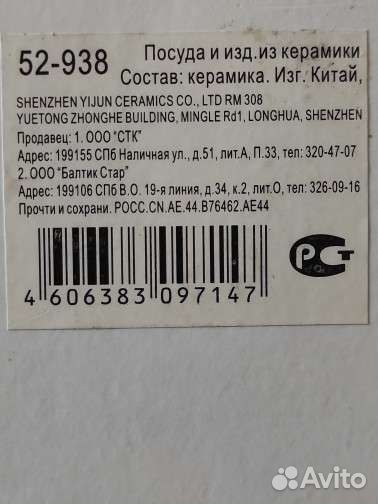 52-938
Посуда и изд.из керамики
Состав: керамика. Изг. Китай,
SHENZHEN YIJUN CERAMICS CO., LTD RM 308
YUETONG ZHONGHE BUILDING, MINGLE Rd1, LONGHUA, SHENZHEN
Продавец: 1. ООО "СТК"
Адрес: 199155 СПб Наличная ул., д.51, лит.А, П.33, тел: 320-47-07
2. ООО "Балтик Стар"
Адрес: 199106 СПб В.О. 19-я линия, д.34, к.2, лит.О, тел: 326-09-16
Прочти и сохрани. РОСС.CN.AE.44.B76462.AE44
4 606383 097147
РСТ
Avito